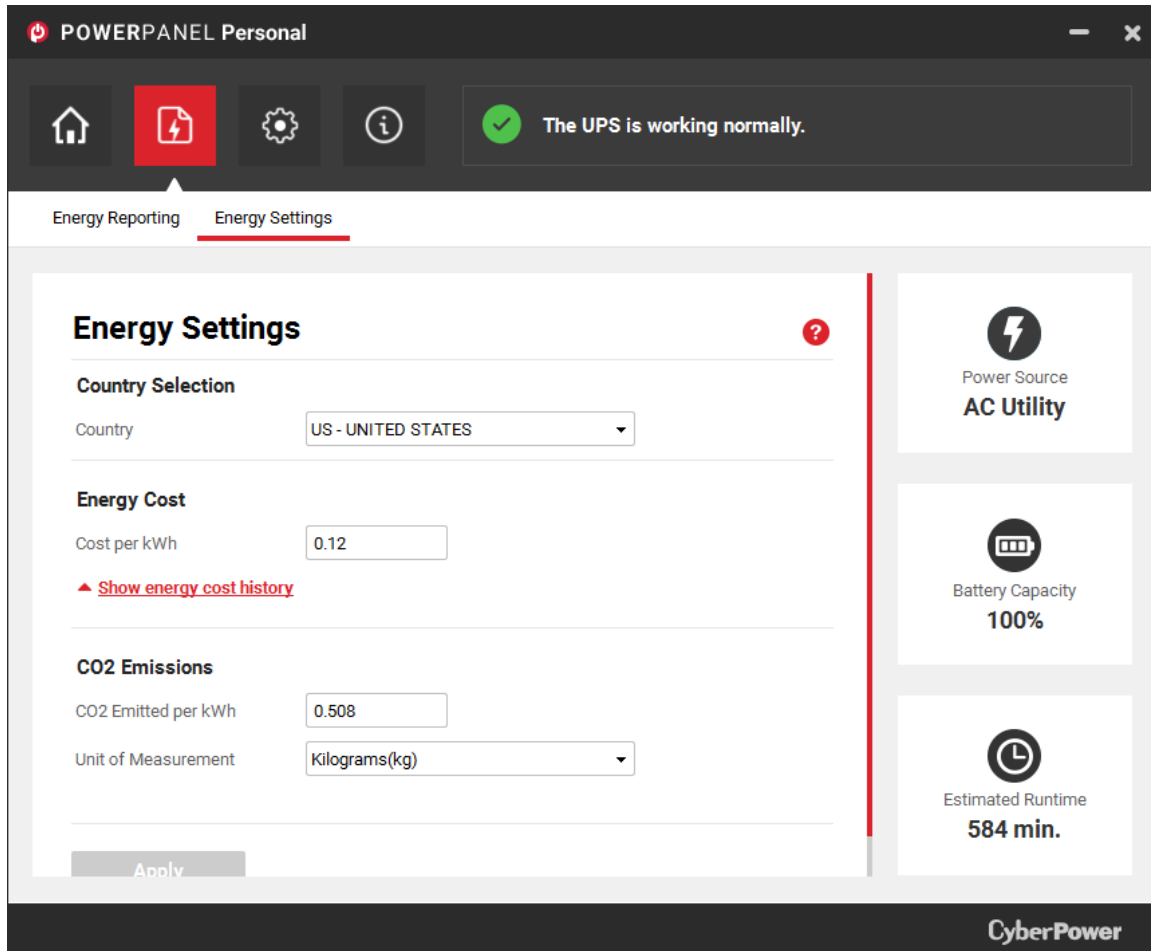 POWERPANEL Personal
The UPS is working normally.
Energy Reporting
Energy Settings
Energy Settings
?
Country Selection
Country
US - UNITED STATES
Energy Cost
Cost per kWh
0.12
Show energy cost history
CO2 Emissions
CO2 Emitted per kWh
0.508
Unit of Measurement
Kilograms(kg)
Apply
Power Source
AC Utility
Battery Capacity
100%
Estimated Runtime
584 min.
CyberPower